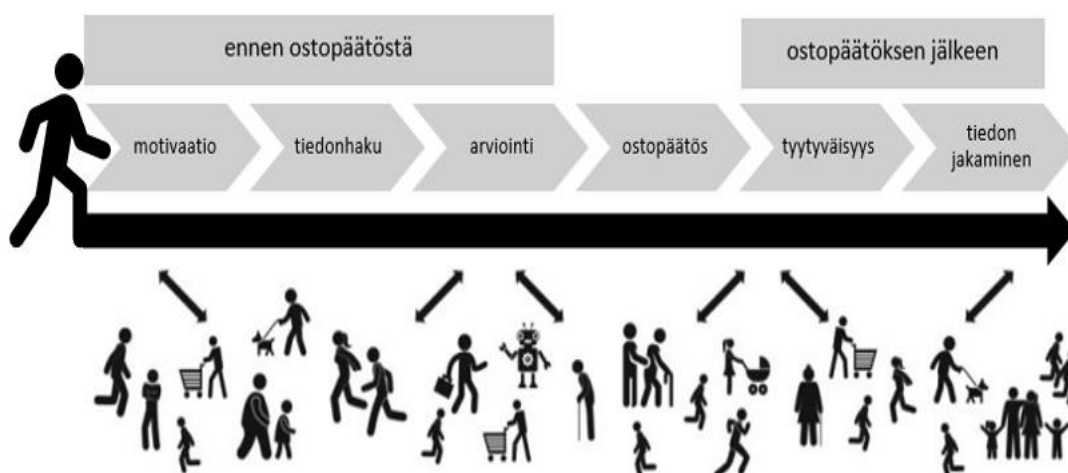 ennen ostopäätöstä
ostopäätöksen jälkeen
motivaatio
tiedonhaku
arviointi
ostopäätös
tyytyväisyys
tiedon
jakaminen